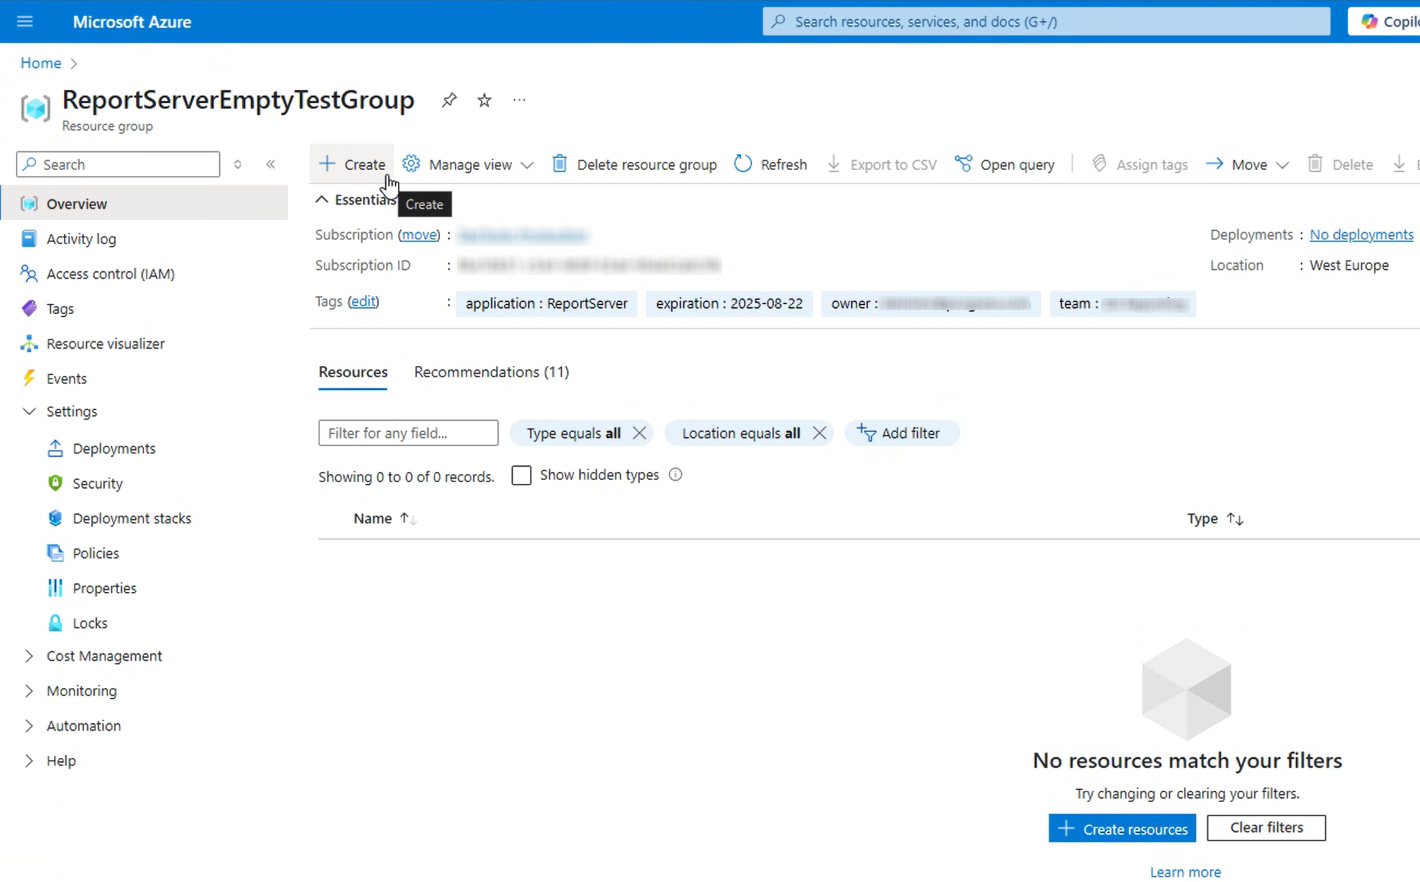 Microsoft Azure
Search resources, services, and docs (G+/)
Home
ReportServerEmptyTestGroup
Resource group
Search
Create
Manage view
Delete resource group
Refresh
Export to CSV
Open query
Assign tags
Move
Delete
Create
Overview
Activity log
Access control (IAM)
Tags
Resource visualizer
Events
Settings
Deployments
Security
Deployment stacks
Policies
Properties
Locks
Cost Management
Monitoring
Automation
Help
Essentials
Subscription (move) :
Subscription ID :
Tags (edit) : application : ReportServer expiration : 2025-08-22 owner : team :
Deployments : No deployments
Location : West Europe
Resources
Recommendations (11)
Filter for any field...
Type equals all
Location equals all
Add filter
Showing 0 to 0 of 0 records.
Show hidden types
Name
Type
No resources match your filters
Try changing or clearing your filters.
Create resources
Clear filters
Learn more